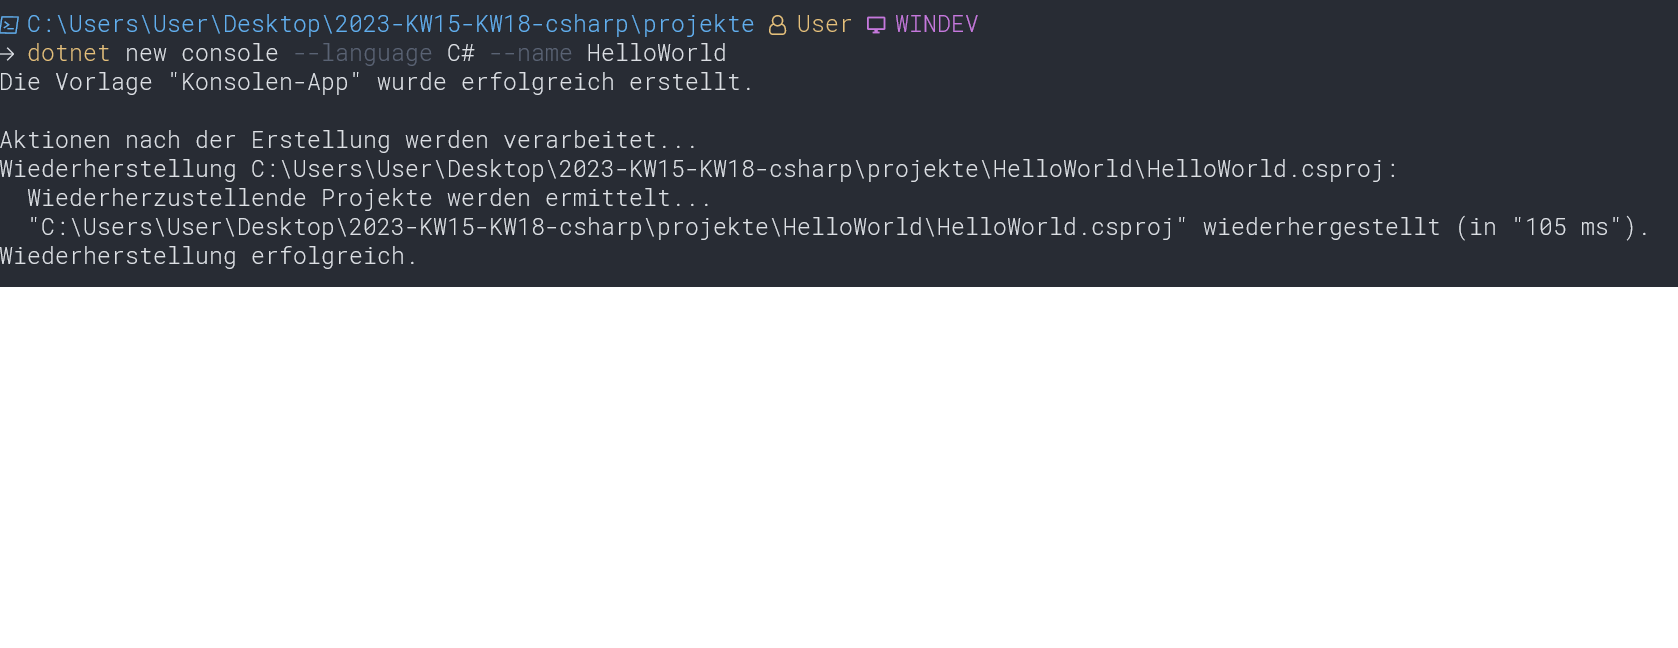 C:\Users\User\Desktop\2023-KW15-KW18-csharp\projekte User WINDEV
→ dotnet new console --language C# --name HelloWorld
Die Vorlage "Konsolen-App" wurde erfolgreich erstellt.
Aktionen nach der Erstellung werden verarbeitet...
Wiederherstellung C:\Users\User\Desktop\2023-KW15-KW18-csharp\projekte\HelloWorld\HelloWorld.csproj:
Wiederherzustellende Projekte werden ermittelt...
"C:\Users\User\Desktop\2023-KW15-KW18-csharp\projekte\HelloWorld\HelloWorld.csproj" wiederhergestellt (in "105 ms").
Wiederherstellung erfolgreich.